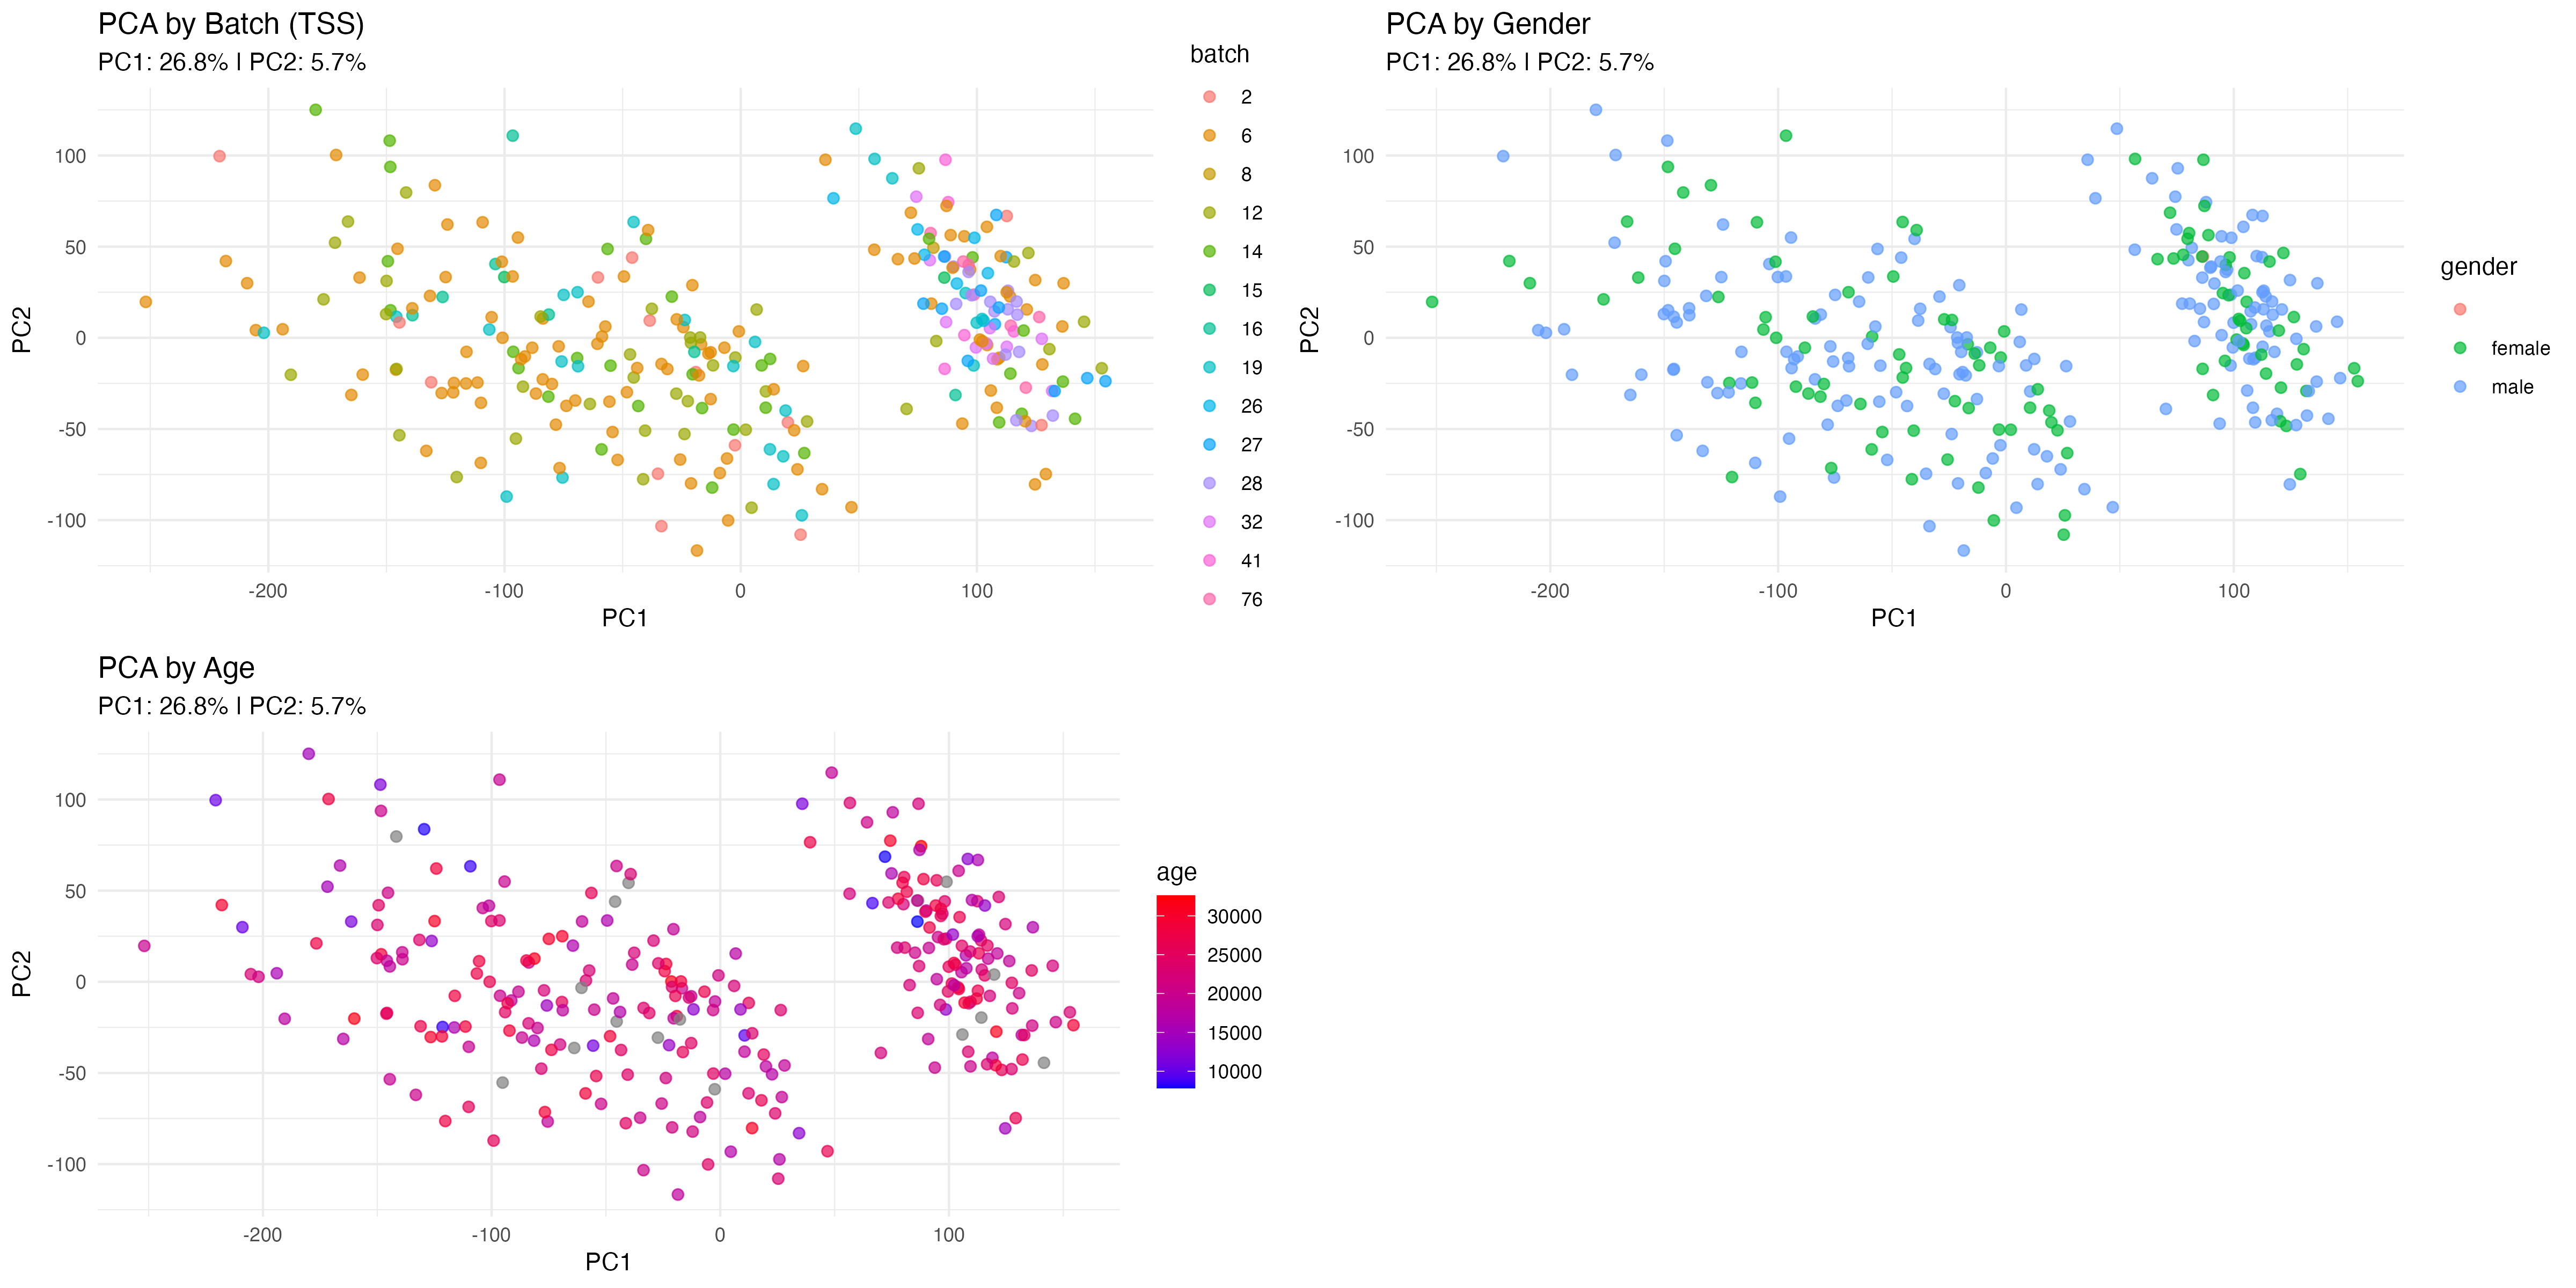 PCA by Batch (TSS)
PC1: 26.8% | PC2: 5.7%
100
50
0
-50
-100
PC2
-200
-100
0
100
PC1
batch
2
6
8
12
14
15
16
19
26
27
28
32
41
76
PCA by Gender
PC1: 26.8% | PC2: 5.7%
100
50
0
-50
-100
PC2
-200
-100
0
100
PC1
gender
female
male
PCA by Age
PC1: 26.8% | PC2: 5.7%
100
50
0
-50
-100
PC2
-200
-100
0
100
PC1
age
30000
25000
20000
15000
10000